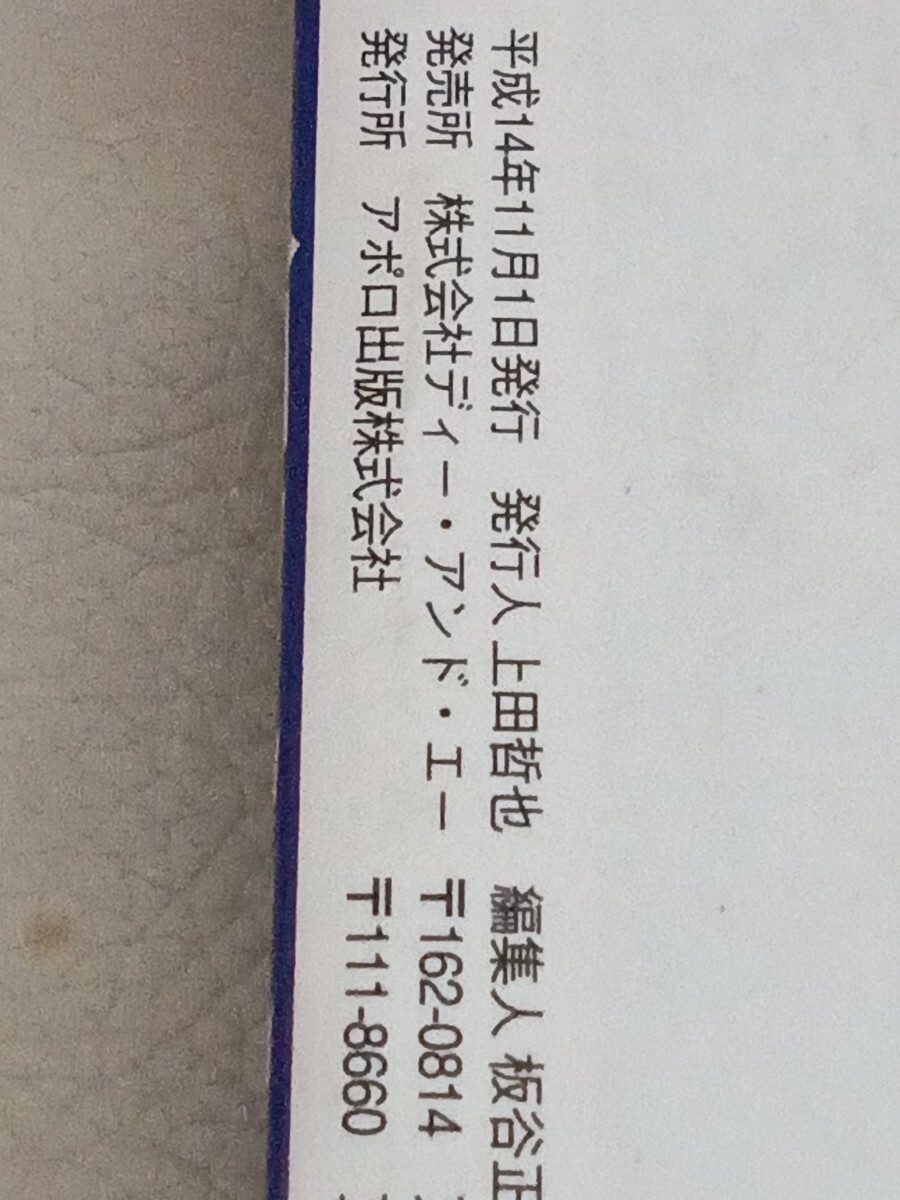 平成14年11月1日発行　発行人 上田哲也　編集人 板谷正
発売所　株式会社ディー・アンド・エー　〒162-0814
発行所　アポロ出版株式会社　〒111-8660